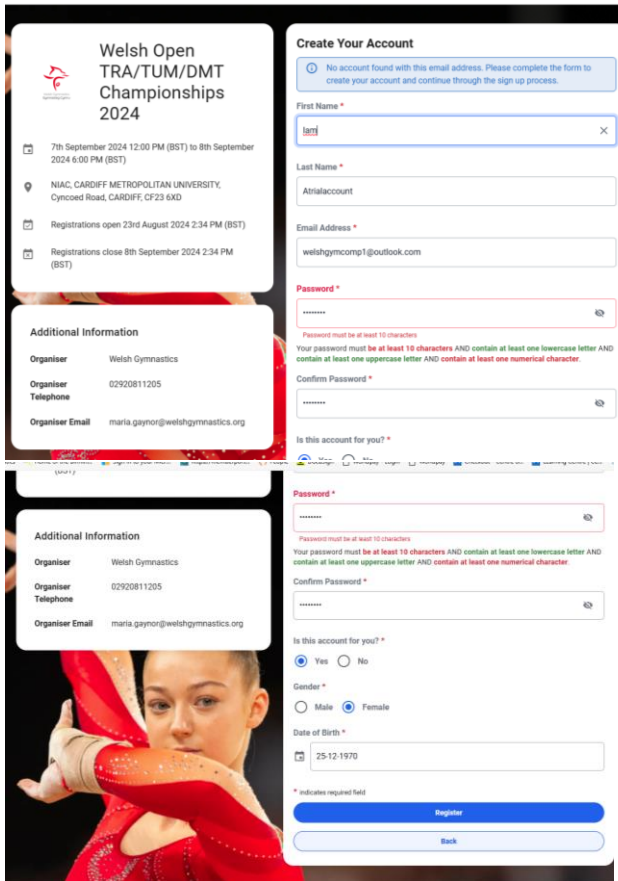 Welsh Open
TRA/TUM/DMT
Championships
2024
7th September 2024 12:00 PM (BST) to 8th September
2024 6:00 PM (BST)
NIAC, CARDIFF METROPOLITAN UNIVERSITY,
Cyncoed Road, CARDIFF, CF23 6XD
Registrations open 23rd August 2024 2:34 PM (BST)
Registrations close 8th September 2024 2:34 PM
(BST)
Additional Information
Organiser Welsh Gymnastics
Organiser 02920811205
Telephone
Organiser Email maria.gaynor@welshgymnastics.org
Create Your Account
No account found with this email address. Please complete the form to
create your account and continue through the sign up process.
First Name *
Iam
Last Name *
Atrialaccount
Email Address *
welshgymcomp1@outlook.com
Password *
••••••••
Password must be at least 10 characters
Your password must be at least 10 characters AND contain at least one lowercase letter AND
contain at least one uppercase letter AND contain at least one numerical character.
Confirm Password *
••••••••
Is this account for you? *
Yes No
(BST)
Additional Information
Organiser Welsh Gymnastics
Organiser 02920811205
Telephone
Organiser Email maria.gaynor@welshgymnastics.org
Password *
••••••••
Password must be at least 10 characters
Your password must be at least 10 characters AND contain at least one lowercase letter AND
contain at least one uppercase letter AND contain at least one numerical character.
Confirm Password *
••••••••
Is this account for you? *
Yes No
Gender *
Male Female
Date of Birth *
25-12-1970
* indicates required field
Register
Back